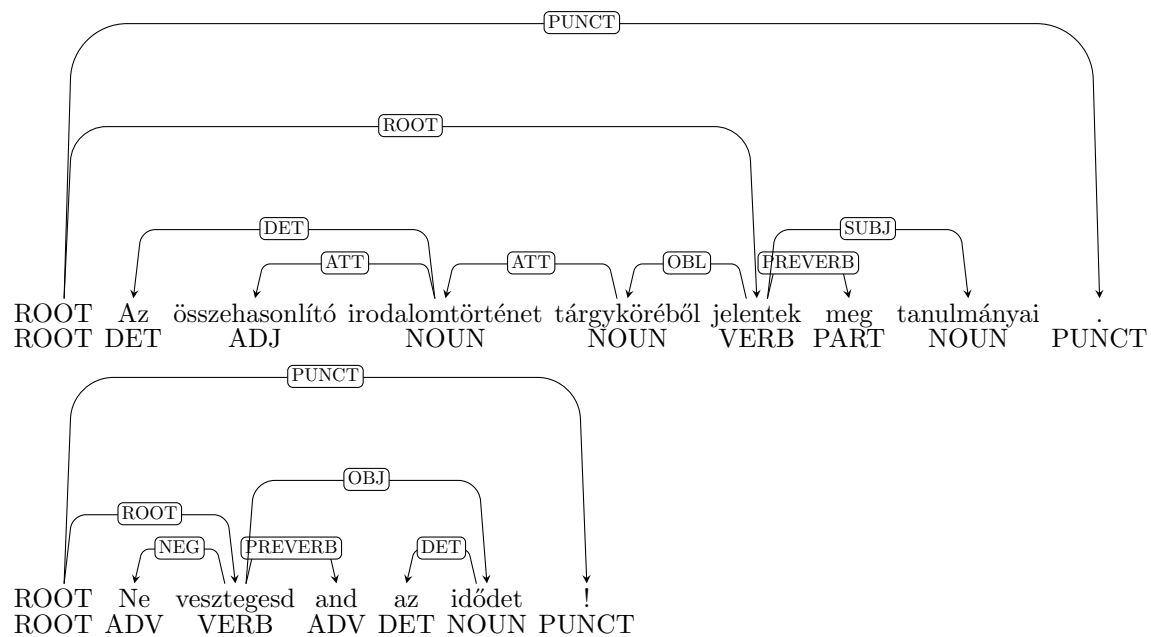 PUNCT
ROOT
DET SUBJ
ATT ATT OBL PREVERB
ROOT Az összehasonlító irodalomtörténet tárgyköréből jelentek meg tanulmányai .
ROOT DET ADJ NOUN NOUN VERB PART NOUN PUNCT
PUNCT
OBJ
ROOT
NEG PREVERB DET
ROOT Ne vesztegesd and az idődet !
ROOT ADV VERB ADV DET NOUN PUNCT